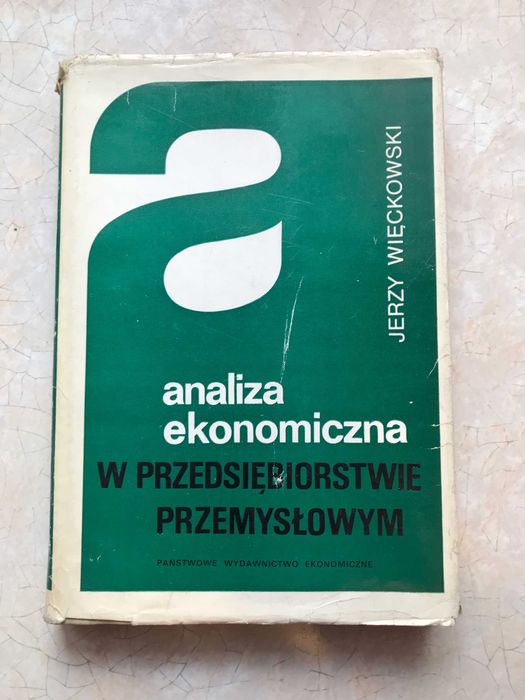 a
JERZY WIĘCKOWSKI
analiza
ekonomiczna
W PRZEDSIĘBIORSTWIE
PRZEMYSŁOWYM
PAŃSTWOWE WYDAWNICTWO EKONOMICZNE